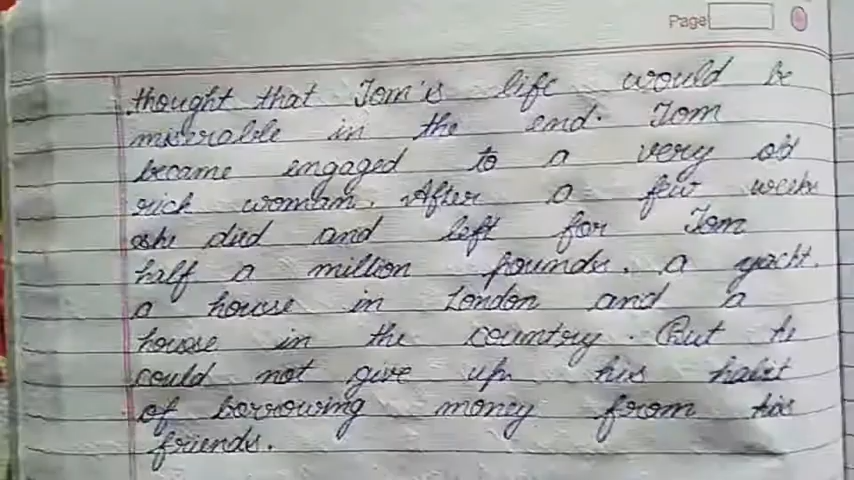 Page
thought that Tom's life would be
miserable in the end. Tom
became engaged to a very old
rich woman. After a few weeks
she died and left for Tom
half a million pounds. a yacht.
a house in London and a
house in the country. But he
could not give up his habit
of borrowing money from his
friends.